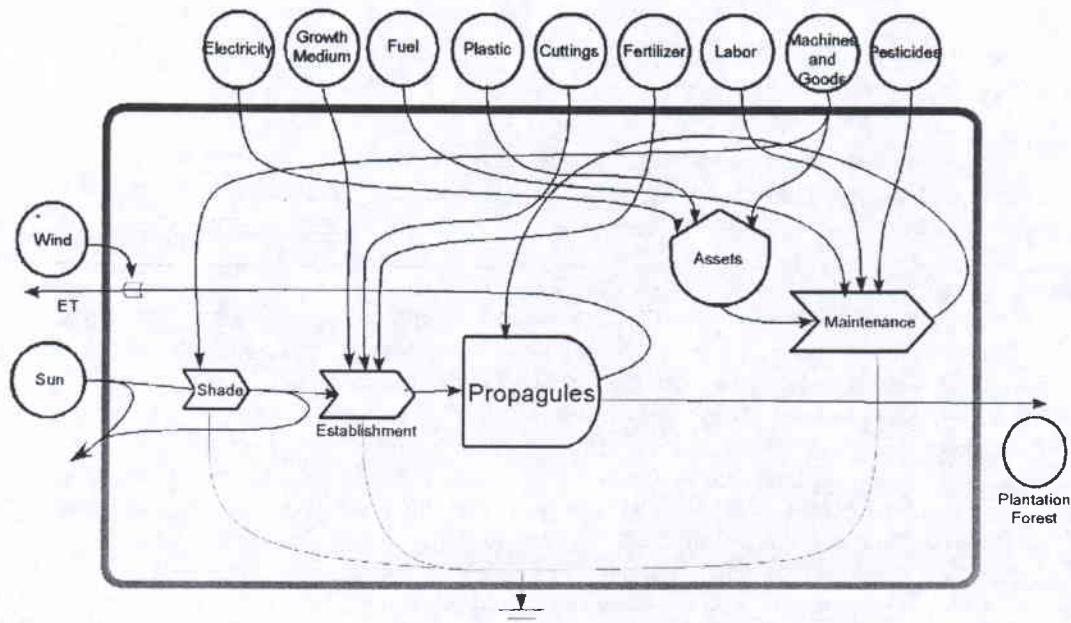 Electricity
Growth
Medium
Fuel
Plastic
Cuttings
Fertilizer
Labor
Machines
and
Goods
Pesticides
Wind
Assets
ET
Maintenance
Sun
Shade
Propagules
Establishment
Plantation
Forest